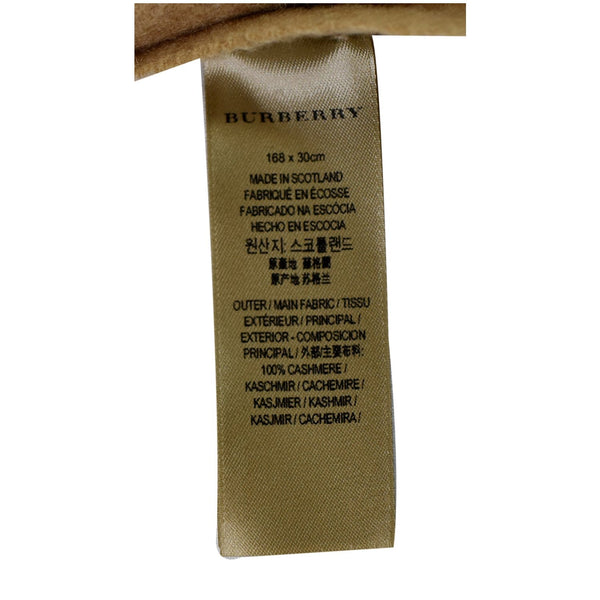 BURBERRY
168 x 30cm
MADE IN SCOTLAND
FABRIQUÉ EN ÉCOSSE
FABRICADO NA ESCÓCIA
HECHO EN ESCOCIA
원산지: 스코틀랜드
原產地 蘇格蘭
原产地 苏格兰
OUTER / MAIN FABRIC / TISSU
EXTÉRIEUR / PRINCIPAL /
EXTERIOR - COMPOSICION
PRINCIPAL / 外部/主要布料:
100% CASHMERE /
KASCHMIR / CACHEMIRE /
KASJMIER / KASHMIR /
KASJMIR / CACHEMIRA /